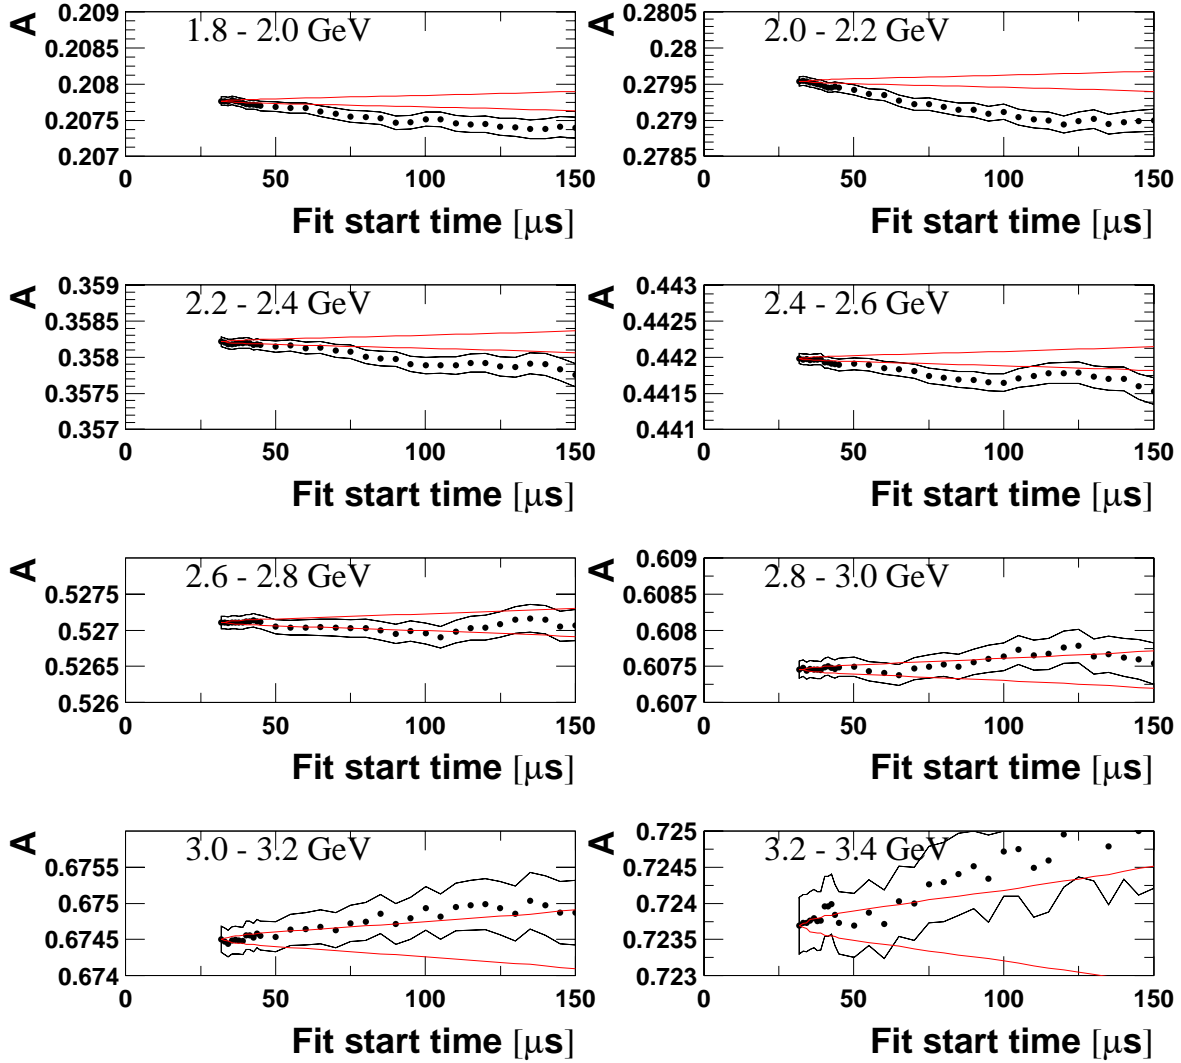 A
0.209
0.2085
0.208
0.2075
0.207
1.8 - 2.0 GeV
0 50 100 150
Fit start time [μs]
A
0.2805
0.28
0.2795
0.279
0.2785
2.0 - 2.2 GeV
0 50 100 150
Fit start time [μs]
A
0.359
0.3585
0.358
0.3575
0.357
2.2 - 2.4 GeV
0 50 100 150
Fit start time [μs]
A
0.443
0.4425
0.442
0.4415
0.441
2.4 - 2.6 GeV
0 50 100 150
Fit start time [μs]
A
0.5275
0.527
0.5265
0.526
2.6 - 2.8 GeV
0 50 100 150
Fit start time [μs]
A
0.609
0.6085
0.608
0.6075
0.607
2.8 - 3.0 GeV
0 50 100 150
Fit start time [μs]
A
0.6755
0.675
0.6745
0.674
3.0 - 3.2 GeV
0 50 100 150
Fit start time [μs]
A
0.725
0.7245
0.724
0.7235
0.723
3.2 - 3.4 GeV
0 50 100 150
Fit start time [μs]